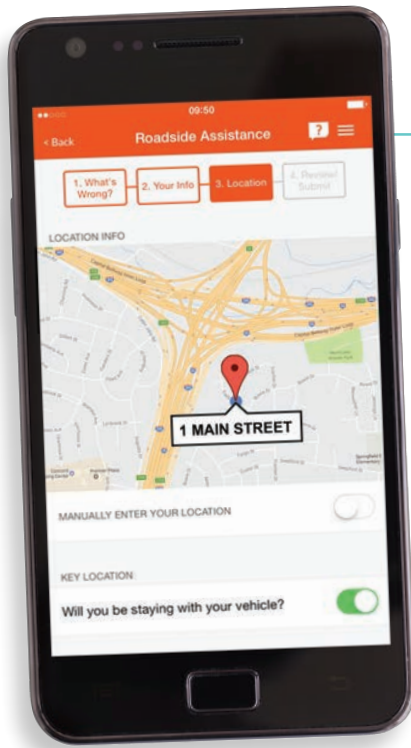 09:50
< Back
Roadside Assistance
?
1. What's
Wrong?
2. Your Info
3. Location
4. Review/
Submit
LOCATION INFO
1 MAIN STREET
MANUALLY ENTER YOUR LOCATION
KEY LOCATION
Will you be staying with your vehicle?